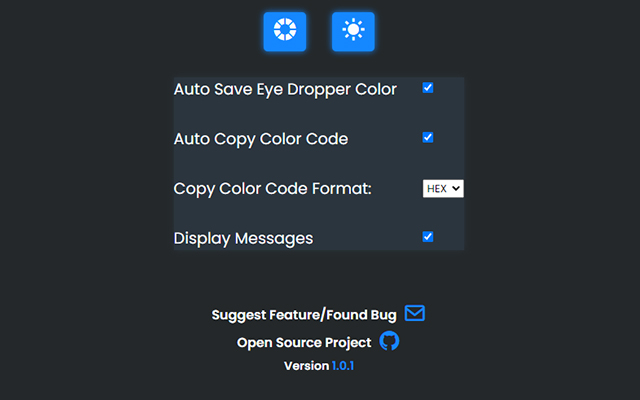 Auto Save Eye Dropper Color
Auto Copy Color Code
Copy Color Code Format: HEX
Display Messages
Suggest Feature/Found Bug
Open Source Project
Version 1.0.1